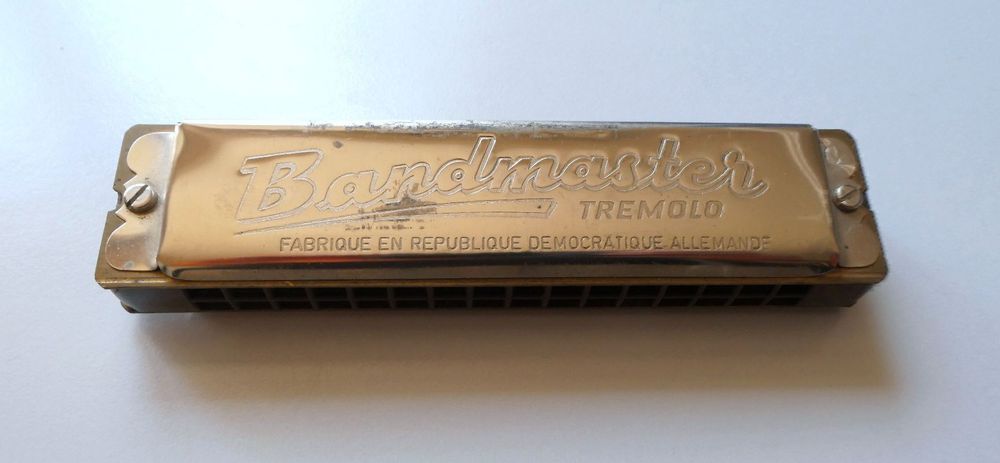 Bandmaster
TREMOLO
FABRIQUE EN REPUBLIQUE DEMOCRATIQUE ALLEMANDE